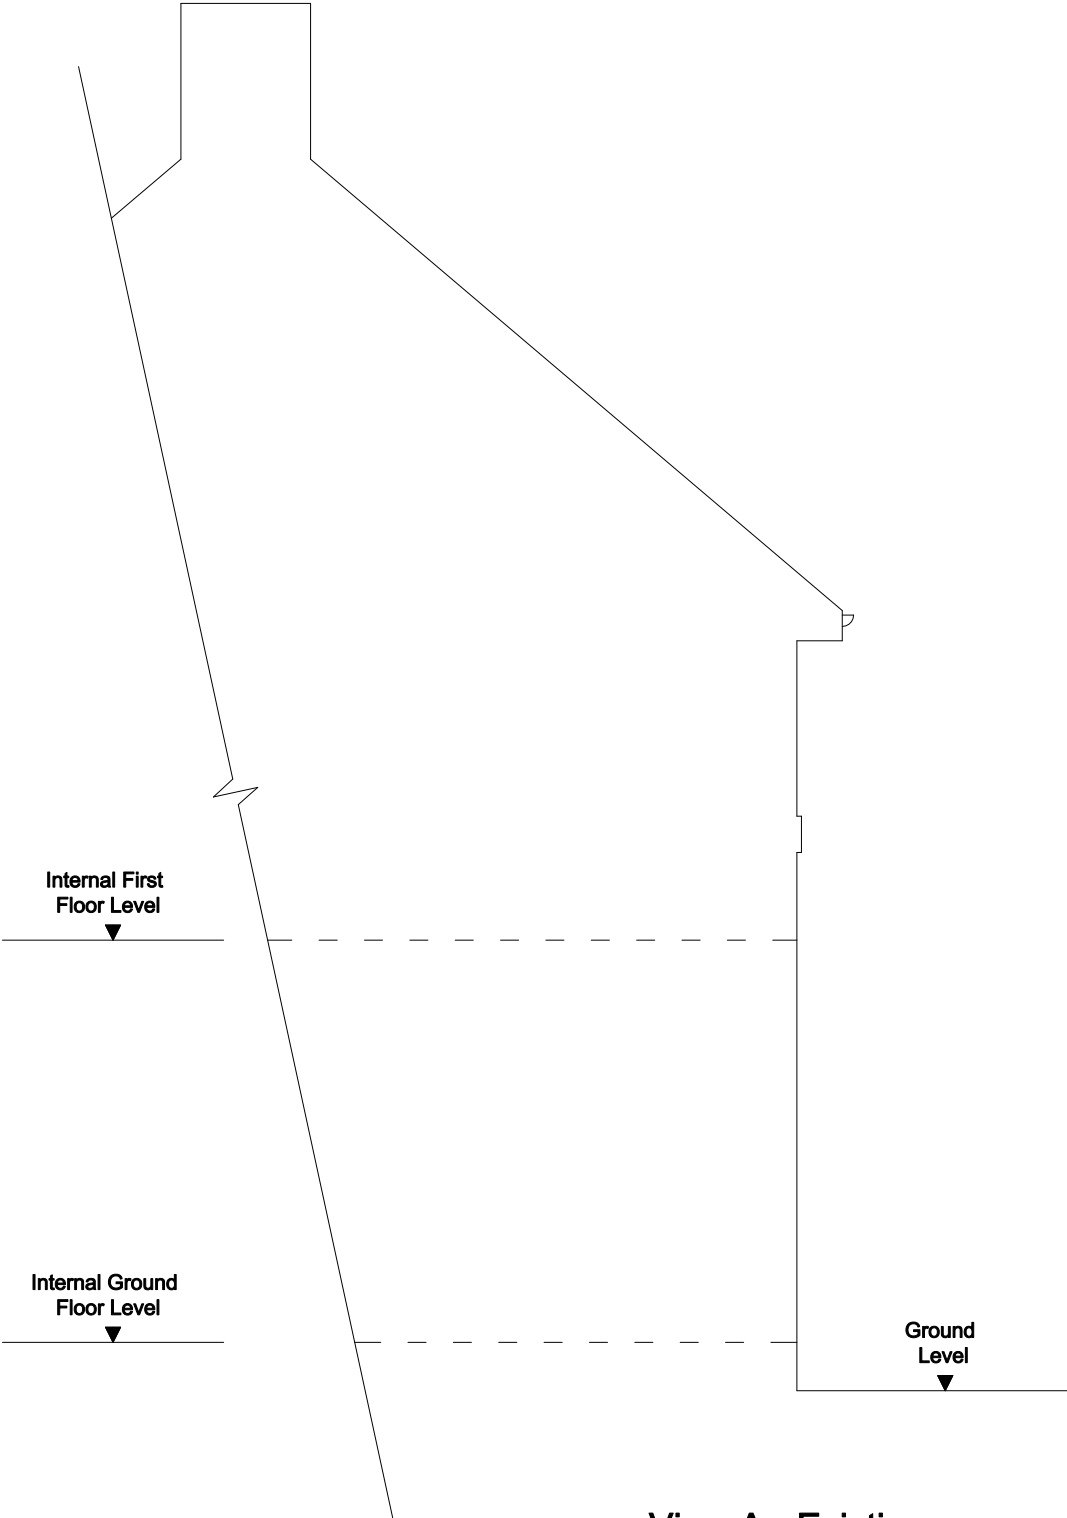 Internal First
Floor Level
Internal Ground
Floor Level
Ground
Level